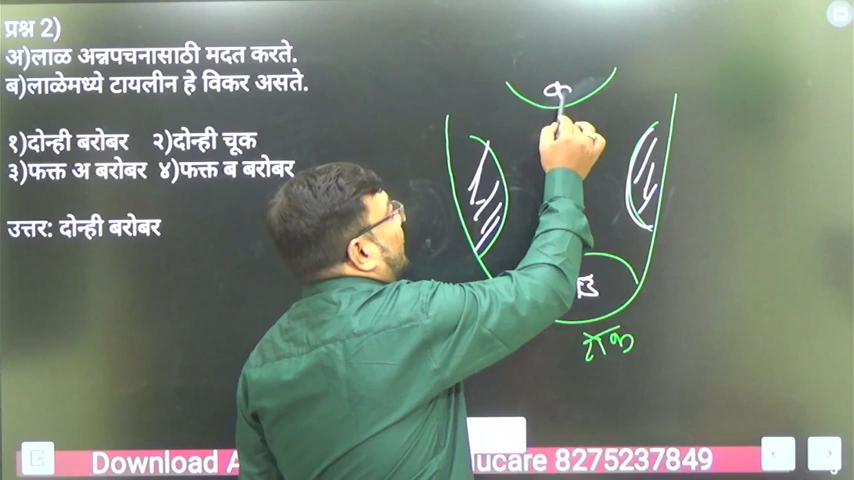 प्रश्न 2)
अ)लाळ अन्नपचनासाठी मदत करते.
ब)लाळेमध्ये टायलीन हे विकर असते.
१)दोन्ही बरोबर २)दोन्ही चूक
३)फक्त अ बरोबर ४)फक्त ब बरोबर
उत्तर: दोन्ही बरोबर
Download ucare 8275237849